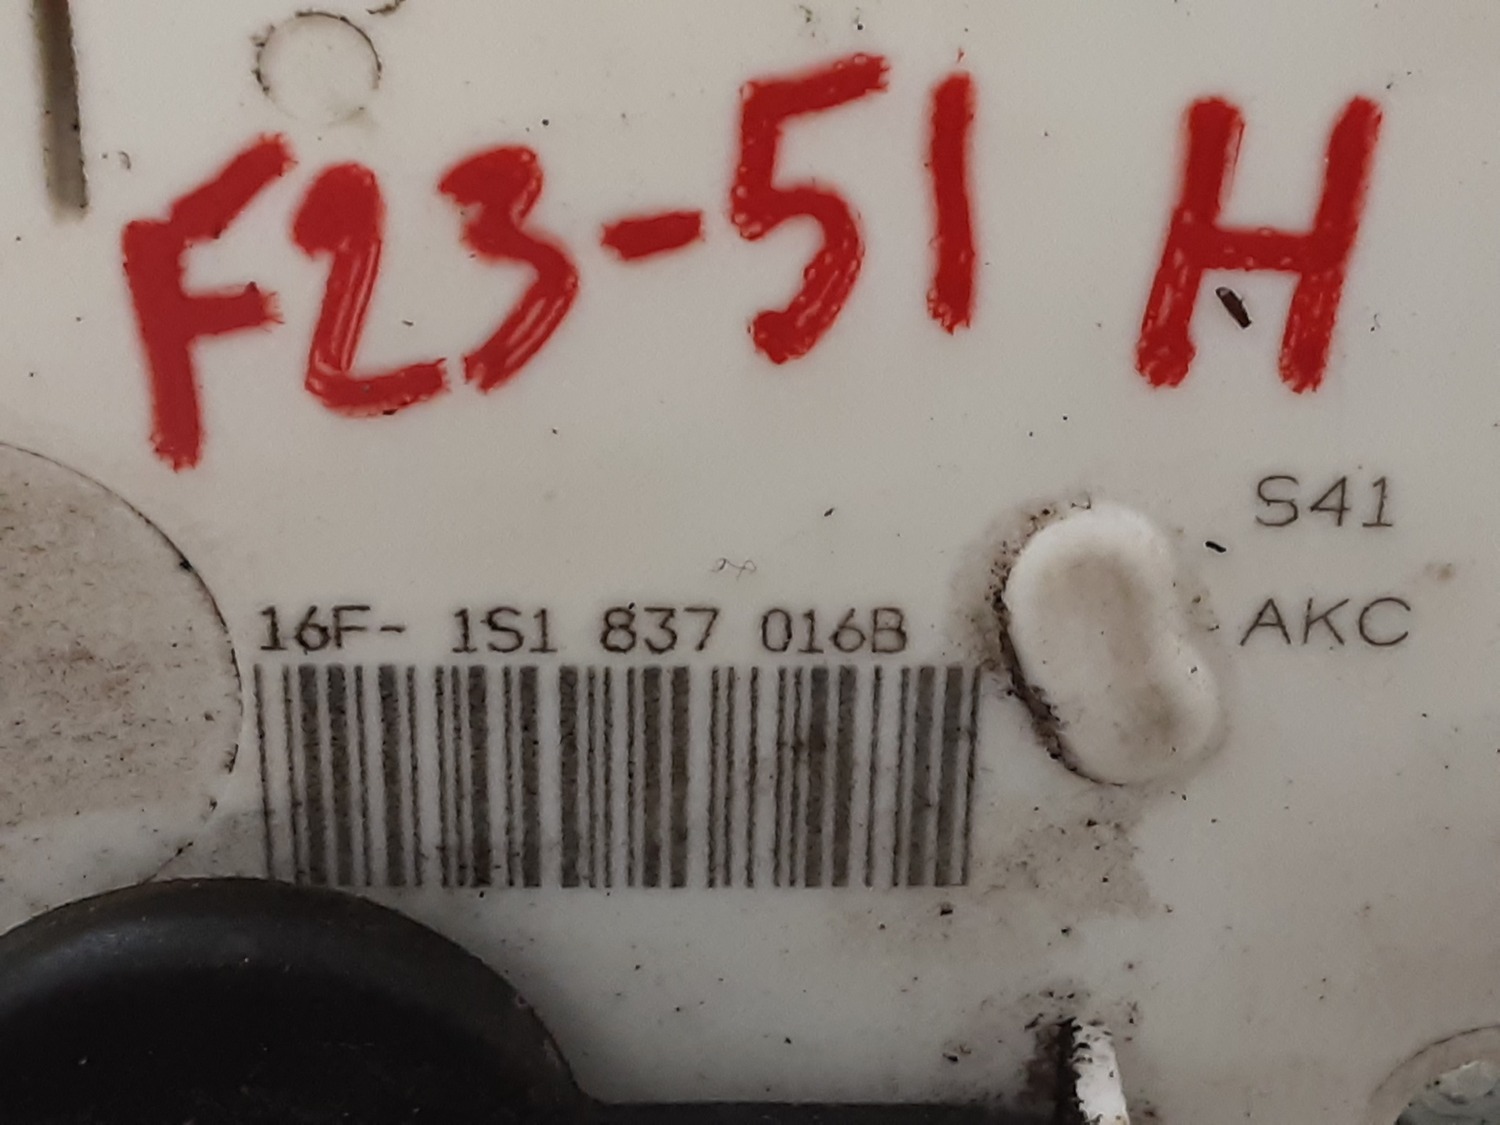 F23-51 H
S41
16F- 1S1 837 016B
AKC